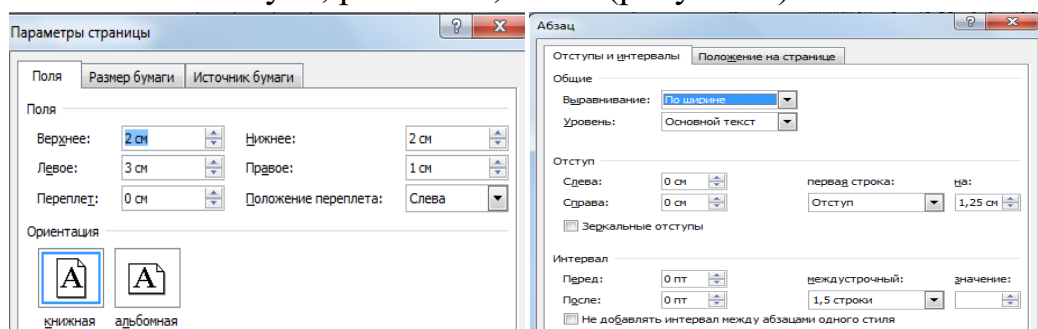 Параметры страницы
Поля Размер бумаги Источник бумаги
Поля
Верхнее: 2 см Нижнее: 2 см
Левое: 3 см Правое: 1 см
Переплет: 0 см Положение переплета: Слева
Ориентация
A A
книжная альбомная
Абзац
Отступы и интервалы Положение на странице
Общие
Выравнивание: По ширине
Уровень: Основной текст
Отступ
Слева: 0 см первая строка: на:
Справа: 0 см Отступ 1,25 см
Зеркальные отступы
Интервал
Перед: 0 пт междустрочный: значение:
После: 0 пт 1,5 строки
Не добавлять интервал между абзацами одного стиля